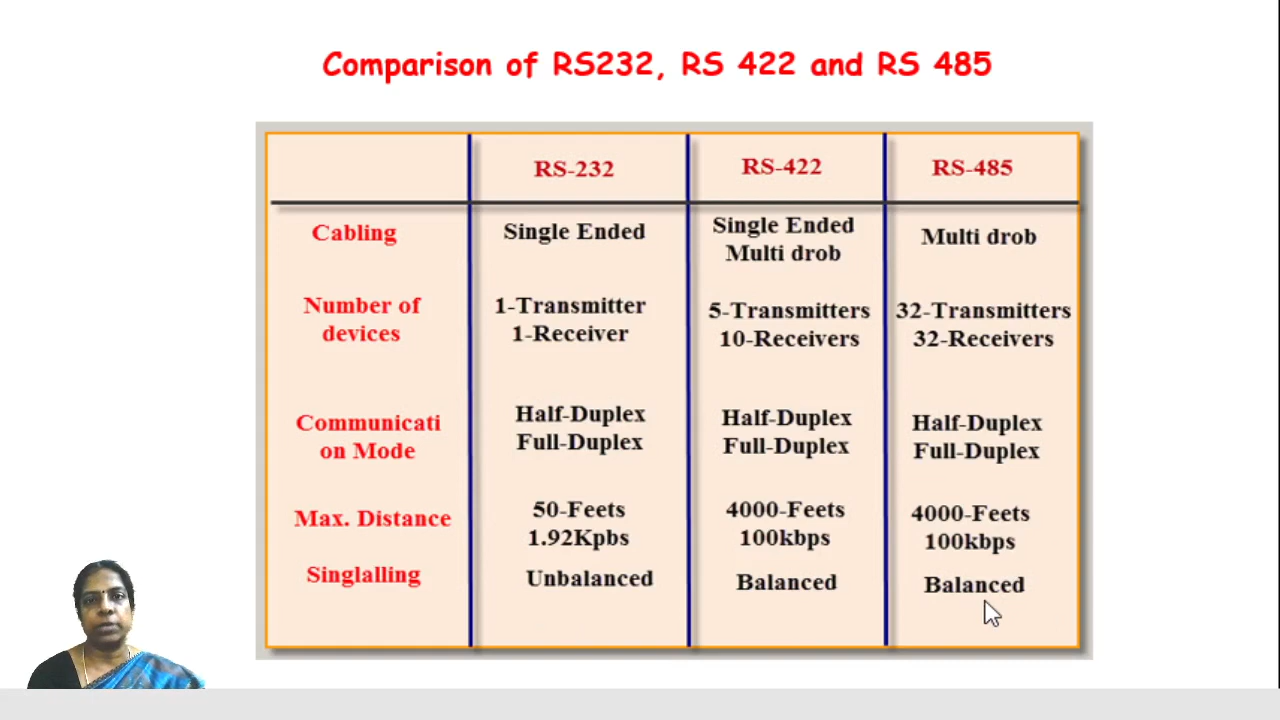 Comparison of RS232, RS 422 and RS 485
RS-232 RS-422 RS-485
Cabling Single Ended Single Ended Multi drob Multi drob
Number of devices 1-Transmitter 1-Receiver 5-Transmitters 10-Receivers 32-Transmitters 32-Receivers
Communicati on Mode Half-Duplex Full-Duplex Half-Duplex Full-Duplex Half-Duplex Full-Duplex
Max. Distance 50-Feets 1.92Kpbs 4000-Feets 100kbps 4000-Feets 100kbps
Singlalling Unbalanced Balanced Balanced